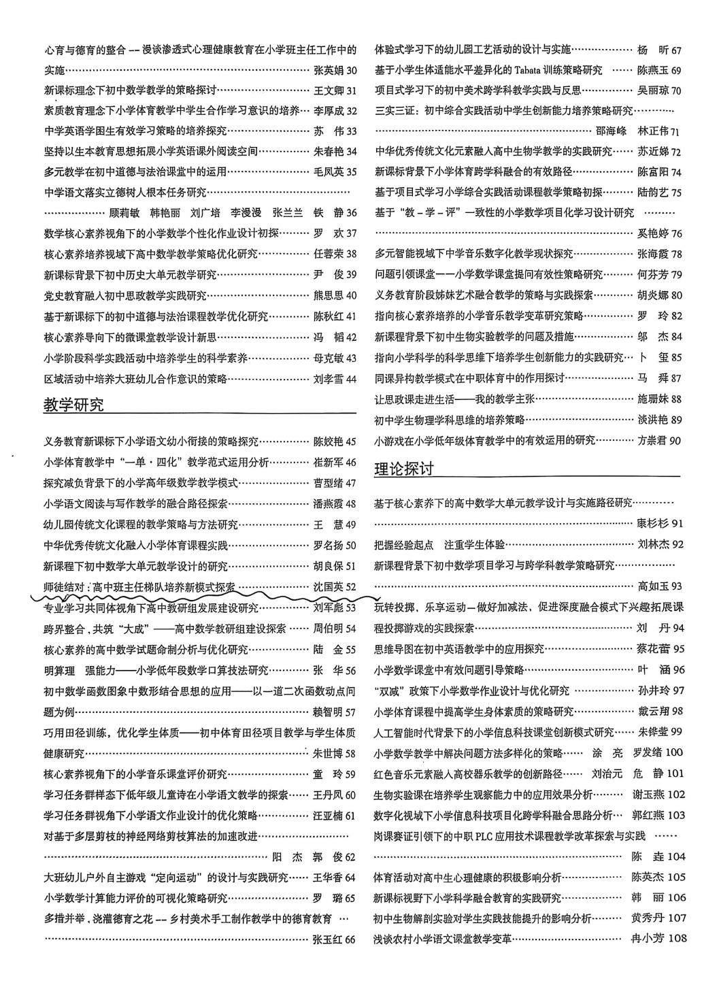 心育与德育的整合--漫谈渗透式心理健康教育在小学班主任工作中的
实施……………………………………………………… 张英娟 30
新课标理念下初中数学教学的策略探讨………………………… 王文卿 31
素质教育理念下小学体育教学中学生合作学习意识的培养… 李厚成 32
中学英语学困生有效学习策略的培养探究……………………… 苏　伟 33
坚持以生本教育思想拓展小学英语课外阅读空间…………… 朱春艳 34
多元教学在初中道德与法治课堂中的运用……………………… 毛凤英 35
中学语文落实立德树人根本任务研究………………………………
……………… 顾莉敏　韩艳丽　刘广培　李漫漫　张兰兰　铁　静 36
数学核心素养视角下的小学数学个性化作业设计初探……… 罗　欢 37
核心素养培养视域下高中数学教学策略优化研究…………… 任蓉荣 38
新课标背景下初中历史大单元教学研究………………………… 尹　俊 39
党史教育融入初中思政教学实践研究…………………………… 熊思思 40
基于新课标下的初中道德与法治课程教学优化研究………… 陈秋红 41
核心素养导向下的微课堂教学设计新思………………………… 冯　韬 42
小学阶段科学实践活动中培养学生的科学素养……………… 母克敏 43
区域活动中培养大班幼儿合作意识的策略……………………… 刘孝雪 44
教学研究
义务教育新课标下小学语文幼小衔接的策略探究…………… 陈姣艳 45
小学体育教学中“一单·四化”教学范式运用分析………… 崔新军 46
探究减负背景下的小学高年级数学教学模式………………… 曹型绪 47
小学语文阅读与写作教学的融合路径探索……………………… 潘燕霞 48
幼儿园传统文化课程的教学策略与方法研究………………… 王　慧 49
中华优秀传统文化融入小学体育课程实践……………………… 罗名扬 50
新课程下初中数学大单元教学设计的研究……………………… 胡良保 51
师徒结对：高中班主任梯队培养新模式探索………………… 沈国英 52
专业学习共同体视角下高中教研组发展建设研究…………… 刘军彪 53
跨界整合，共筑“大成”——高中数学教研组建设探索…… 周伯明 54
核心素养的高中数学试题命制分析与优化研究……………… 陆　金 55
明算理　强能力——小学低年段数学口算技法研究………… 张　华 56
初中数学函数图象中数形结合思想的应用——以一道二次函数动点问
题为例……………………………………………………… 赖智明 57
巧用田径训练，优化学生体质——初中体育田径项目教学与学生体质
健康研究…………………………………………………… 朱世博 58
核心素养视角下的小学音乐课堂评价研究……………………… 童　玲 59
学习任务群样态下低年级儿童诗在小学语文教学的探索…… 王丹凤 60
学习任务群视角下小学语文作业设计的优化策略…………… 汪亚楠 61
对基于多层剪枝的神经网络剪枝算法的加速改进……………………
…………………………………………………… 阳　杰　郭　俊 62
大班幼儿户外自主游戏“定向运动”的设计与实践研究…… 王华香 64
小学数学计算能力评价的可视化策略研究……………………… 罗　璐 65
多措并举，浇灌德育之花--乡村美术手工制作教学中的德育教育 …
……………………………………………………………… 张玉红 66
体验式学习下的幼儿园工艺活动的设计与实施……………… 杨　昕 67
基于小学生体适能水平差异化的 Tabata 训练策略研究 …… 陈燕玉 69
项目式学习下的初中美术跨学科教学实践与反思…………… 吴丽琼 70
三实三证：初中综合实践活动中学生创新能力培养策略研究…………
………………………………………………… 邵海峰　林正伟 71
中华优秀传统文化元素融入高中生物学教学的实践研究…… 苏近娣 72
新课标背景下小学体育跨学科融合的有效路径……………… 陈富阳 74
基于项目式学习小学综合实践活动课程教学策略初探……… 陆韵艺 75
基于“教-学-评”一致性的小学数学项目化学习设计研究 ………
……………………………………………………………… 奚艳婷 76
多元智能视域下中学音乐数字化教学现状探究……………… 张海霞 78
问题引领课堂一一小学数学课堂提问有效性策略研究……… 何芬芳 79
义务教育阶段姊妹艺术融合教学的策略与实践探索………… 胡炎娜 80
指向核心素养培养的小学音乐教学变革研究策略…………… 罗　玲 82
新课程背景下初中生物实验教学的问题及措施……………… 邬　杰 84
指向小学科学的科学思维下培养学生创新能力的实践研究… 卜　玺 85
同课异构教学模式在中职体育中的作用探讨………………… 马　舜 87
让思政课走进生活——我的教学主张………………………… 施珊妹 88
初中学生物理学科思维的培养策略…………………………… 淡洪艳 89
小游戏在小学低年级体育教学中的有效运用的研究………… 方崇君 90
理论探讨
基于核心素养下的高中数学大单元教学设计与实施路径研究…………
……………………………………………………………… 康杉杉 91
把握经验起点　注重学生体验………………………………… 刘林杰 92
新课程背景下初中数学项目学习与跨学科教学策略研究………………
……………………………………………………………… 高如玉 93
玩转投掷，乐享运动—做好加减法，促进深度融合模式下兴趣拓展课
程投掷游戏的实践探索………………………………………… 刘　丹 94
思维导图在初中英语教学中的应用探究……………………… 蔡花蕾 95
小学数学课堂中有效问题引导策略…………………………… 叶　涵 96
“双减”政策下小学数学作业设计与优化研究 …………… 孙井玲 97
小学体育课程中提高学生身体素质的策略研究……………… 戴云翔 98
人工智能时代背景下的小学信息科技课堂创新模式研究…… 朱铧萤 99
小学数学教学中解决问题方法多样化的策略…… 涂　亮　罗发绪 100
红色音乐元素融入高校器乐教学的创新路径…… 刘治元　危　静 101
生物实验课在培养学生观察能力中的应用效果分析……… 谢玉燕 102
数字化视域下小学信息科技项目化跨学科融合思路分析… 郭红燕 103
岗课赛证引领下的中职 PLC 应用技术课程教学改革探索与实践 ……
……………………………………………………………… 陈　垚 104
体育活动对高中生心理健康的积极影响分析……………… 陈英杰 105
新课标视野下小学科学融合教育的实践研究……………… 韩　丽 106
初中生物解剖实验对学生实践技能提升的影响分析……… 黄秀丹 107
浅谈农村小学语文课堂教学变革…………………………… 冉小芳 108